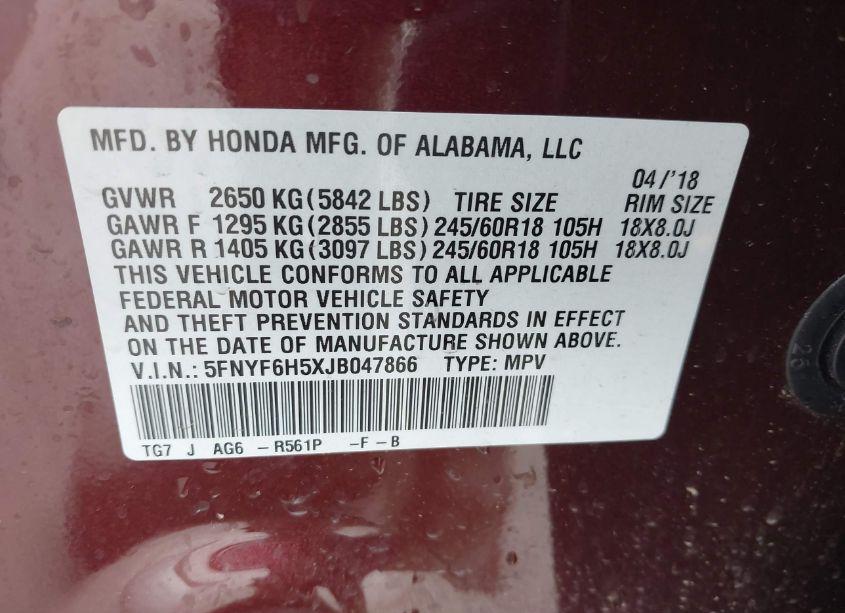 MFD. BY HONDA MFG. OF ALABAMA, LLC
04/'18
GVWR 2650 KG(5842 LBS) TIRE SIZE RIM SIZE
GAWR F 1295 KG(2855 LBS) 245/60R18 105H 18X8.0J
GAWR R 1405 KG(3097 LBS) 245/60R18 105H 18X8.0J
THIS VEHICLE CONFORMS TO ALL APPLICABLE
FEDERAL MOTOR VEHICLE SAFETY
AND THEFT PREVENTION STANDARDS IN EFFECT
ON THE DATE OF MANUFACTURE SHOWN ABOVE.
V.I.N.: 5FNYF6H5XJB047866 TYPE: MPV
TG7 J AG6 -R561P -F-B
25